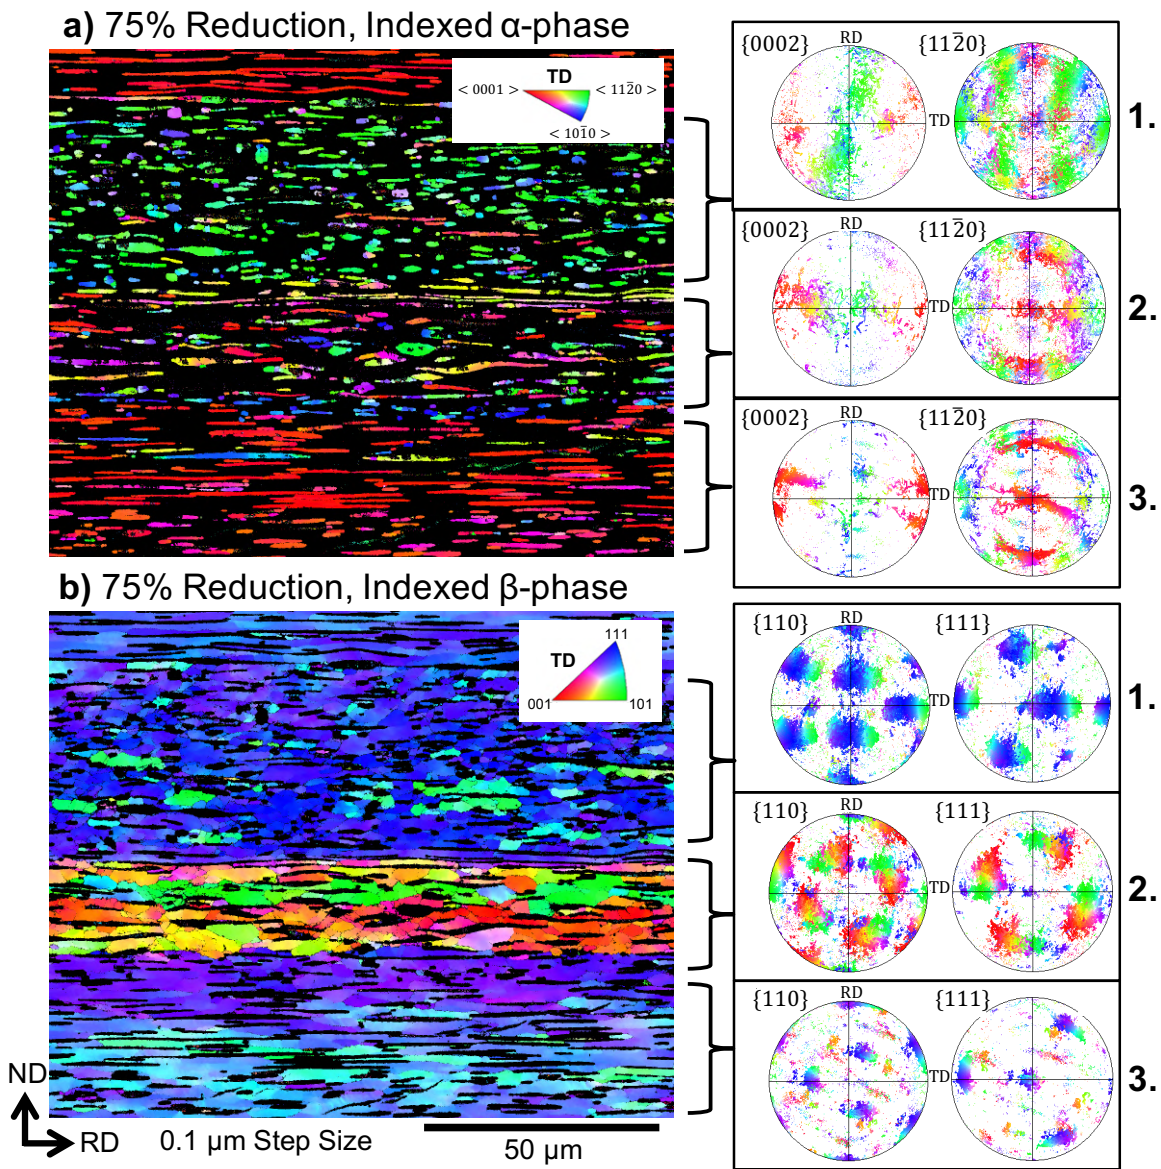 a) 75% Reduction, Indexed α-phase
TD
< 0001 > < 112̅0 >
< 101̅0 >
{0002} RD {112̅0}
TD
1.
{0002} RD {112̅0}
TD
2.
{0002} RD {112̅0}
TD
3.
b) 75% Reduction, Indexed β-phase
111
TD
001 101
{110} RD {111}
TD
1.
{110} RD {111}
TD
2.
{110} RD {111}
TD
3.
ND
RD
0.1 µm Step Size
50 µm